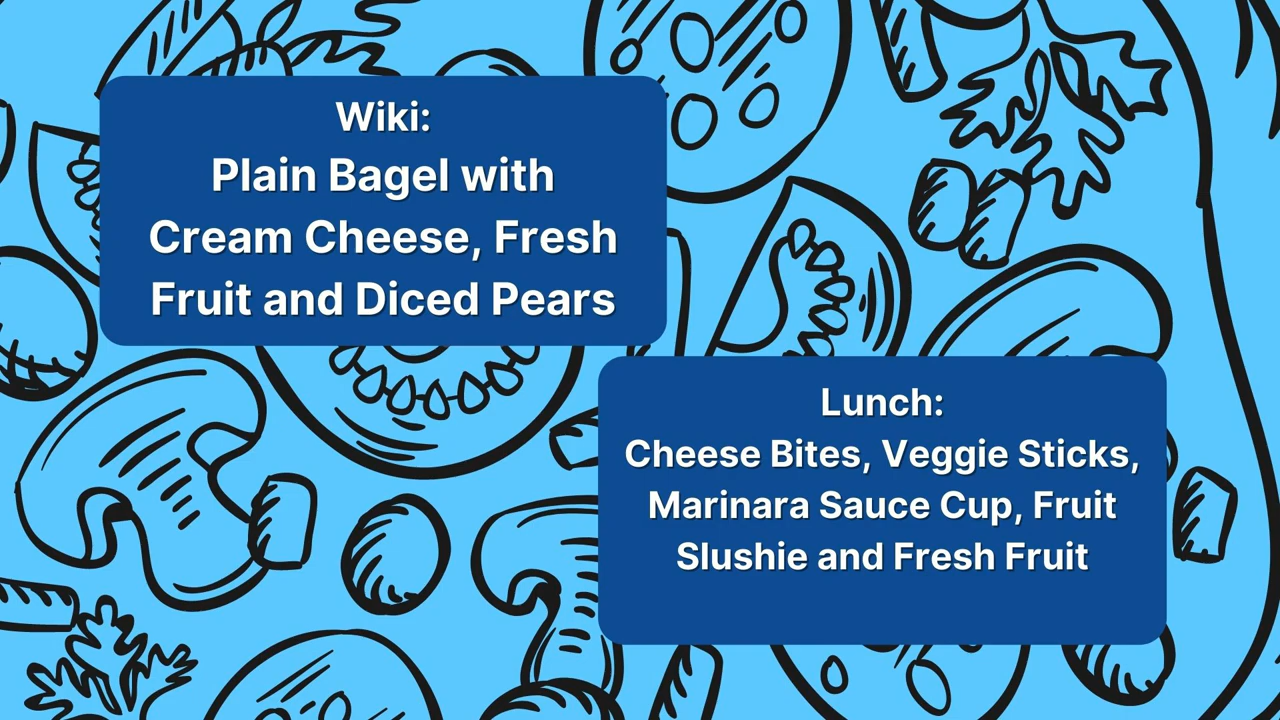 Wiki:
Plain Bagel with
Cream Cheese, Fresh
Fruit and Diced Pears
Lunch:
Cheese Bites, Veggie Sticks,
Marinara Sauce Cup, Fruit
Slushie and Fresh Fruit